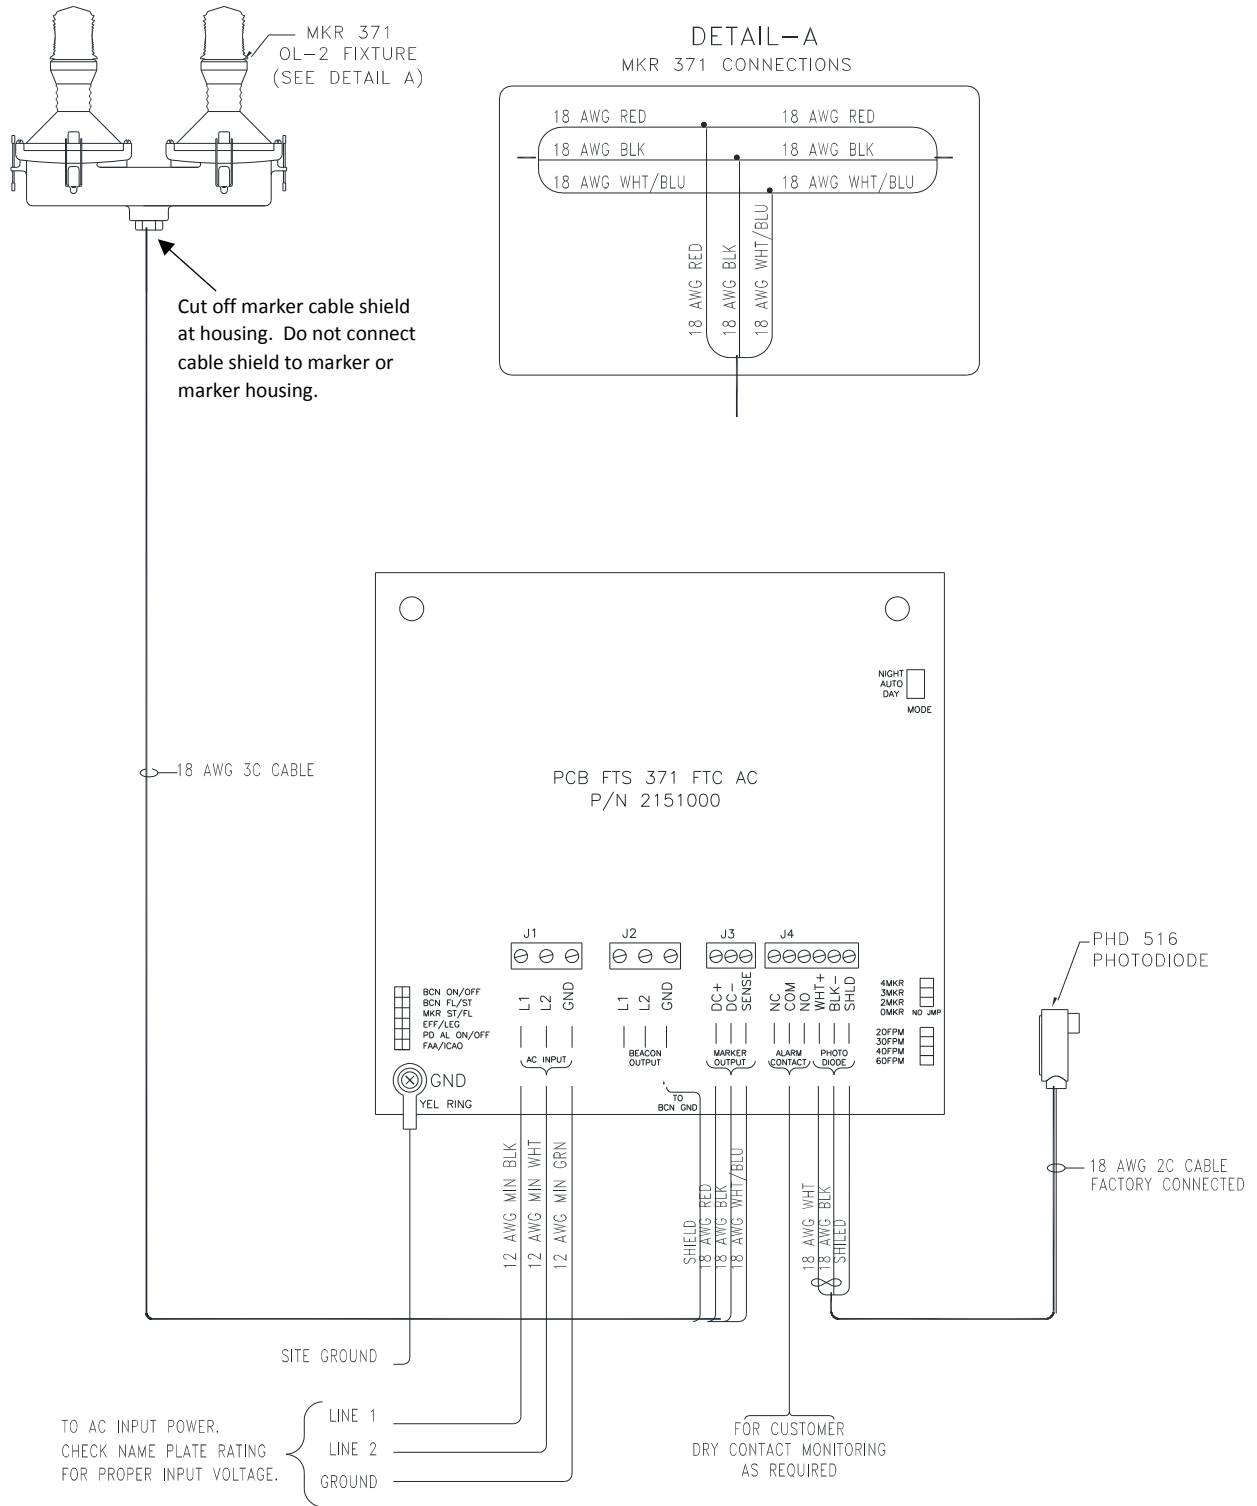 MKR 371
OL-2 FIXTURE
(SEE DETAIL A)
DETAIL-A
MKR 371 CONNECTIONS
18 AWG RED
18 AWG RED
18 AWG BLK
18 AWG BLK
18 AWG WHT/BLU
18 AWG WHT/BLU
18 AWG RED
18 AWG BLK
18 AWG WHT/BLU
Cut off marker cable shield
at housing.  Do not connect
cable shield to marker or
marker housing.
NIGHT
AUTO
DAY
MODE
18 AWG 3C CABLE
PCB FTS 371 FTC AC
P/N 2151000
J1
J2
J3
J4
L1
L2
GND
L1
L2
GND
DC+
DC-
SENSE
NC
COM
NO
WHT+
BLK-
SHLD
AC INPUT
BEACON
OUTPUT
MARKER
OUTPUT
ALARM
CONTACT
PHOTO
DIODE
BCN ON/OFF
BCN FL/ST
MKR ST/FL
EFF/LEG
PD AL ON/OFF
FAA/ICAO
4MKR
3MKR
2MKR
0MKR NO JMP
20FPM
30FPM
40FPM
60FPM
GND
YEL RING
TO
BCN GND
PHD 516
PHOTODIODE
12 AWG MIN BLK
12 AWG MIN WHT
12 AWG MIN GRN
SHIELD
18 AWG RED
18 AWG BLK
18 AWG WHT/BLU
18 AWG WHT
18 AWG BLK
SHILED
18 AWG 2C CABLE
FACTORY CONNECTED
SITE GROUND
TO AC INPUT POWER.
CHECK NAME PLATE RATING
FOR PROPER INPUT VOLTAGE.
LINE 1
LINE 2
GROUND
FOR CUSTOMER
DRY CONTACT MONITORING
AS REQUIRED